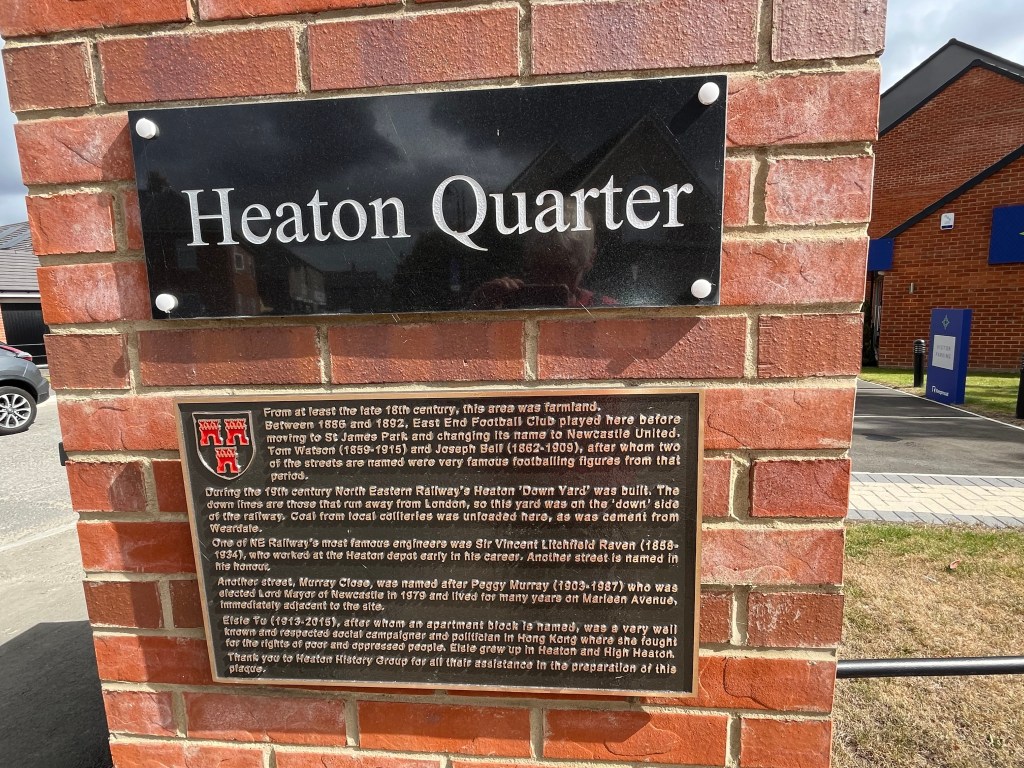 Heaton Quarter
From at least the late 18th century, this area was farmland.
Between 1886 and 1892, East End Football Club played here before
moving to St James Park and changing its name to Newcastle United.
Tom Watson (1859-1915) and Joseph Bell (1862-1909), after whom two
of the streets are named were very famous footballing figures from that
period.
During the 19th century North Eastern Railway's Heaton 'Down Yard' was built. The
down lines are those that run away from London, so this yard was on the 'down' side
of the railway. Coal from local collieries was unloaded here, as was cement from
Weardale.
One of NE Railway's most famous engineers was Sir Vincent Litchfield Raven (1858-
1934), who worked at the Heaton depot early in his career. Another street is named in
his honour.
Another street, Murray Close, was named after Peggy Murray (1903-1987) who was
elected Lord Mayor of Newcastle in 1979 and lived for many years on Marleen Avenue,
immediately adjacent to the site.
Elsie Tu (1913-2015), after whom an apartment block is named, was a very well
known and respected social campaigner and politician in Hong Kong where she fought
for the rights of poor and oppressed people. Elsie grew up in Heaton and High Heaton.
Thank you to Heaton History Group for all their assistance in the preparation of this
plaque.
VISITOR
PARKING